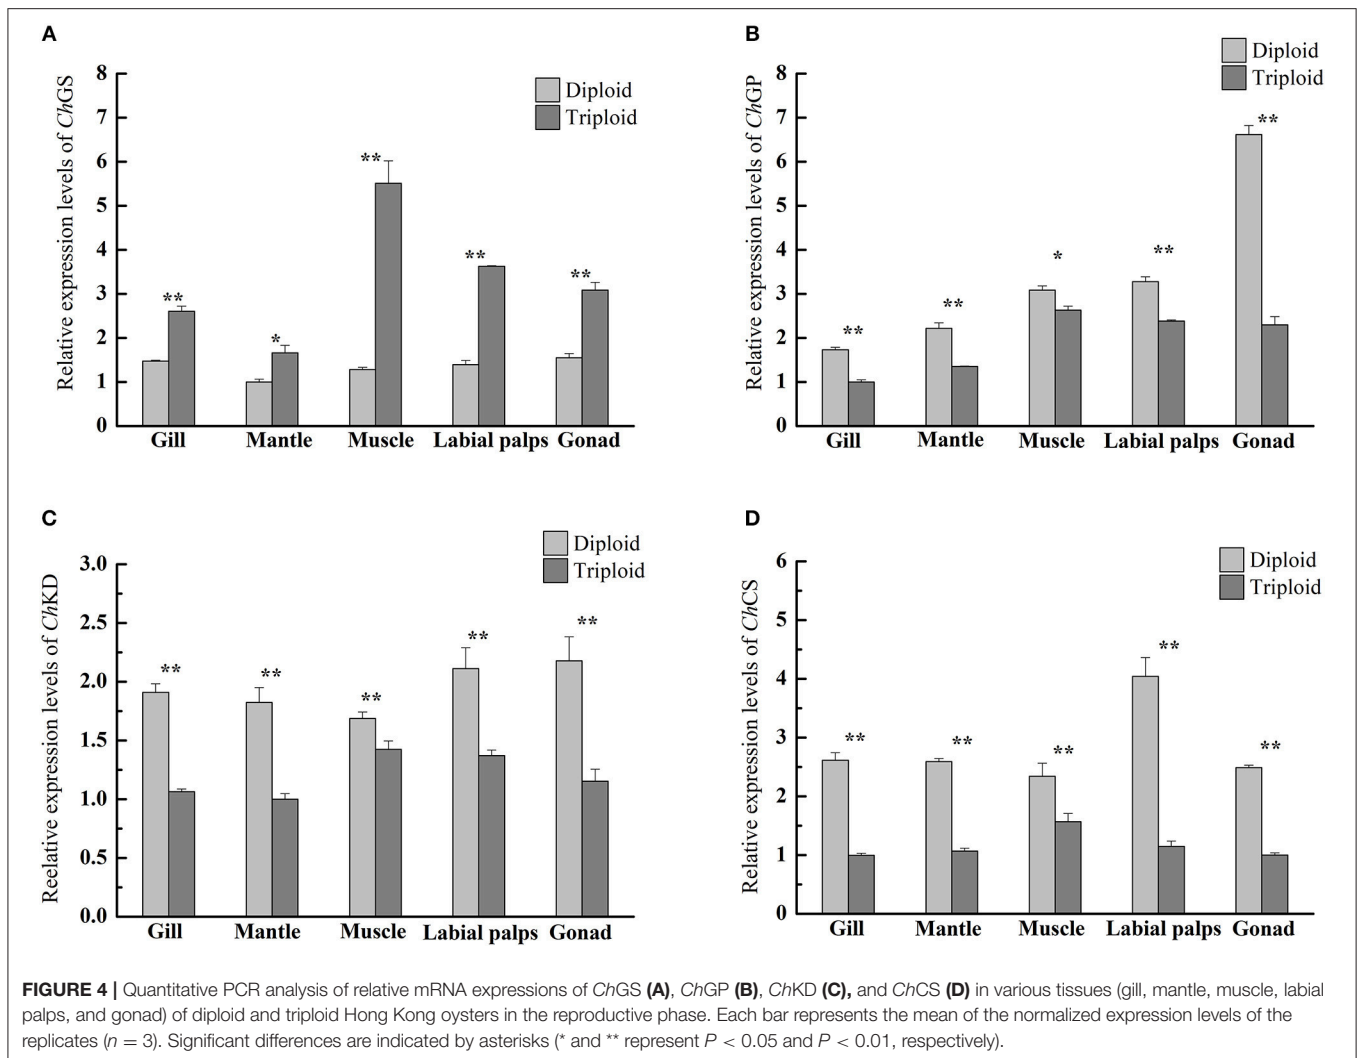 A
Relative expression levels of ChGS
8
7
6
5
4
3
2
1
0
Diploid
Triploid
**
*
**
**
**
Gill Mantle Muscle Labial palps Gonad
B
Relative expression levels of ChGP
8
7
6
5
4
3
2
1
0
Diploid
Triploid
**
**
*
**
**
Gill Mantle Muscle Labial palps Gonad
C
Reelative expression levels of ChKD
3.0
2.5
2.0
1.5
1.0
0.5
0.0
Diploid
Triploid
**
**
**
**
**
Gill Mantle Muscle Labial palps Gonad
D
Relative expression levels of ChCS
6
5
4
3
2
1
0
Diploid
Triploid
**
**
**
**
**
Gill Mantle Muscle Labial palps Gonad
FIGURE 4 | Quantitative PCR analysis of relative mRNA expressions of ChGS (A), ChGP (B), ChKD (C), and ChCS (D) in various tissues (gill, mantle, muscle, labial
palps, and gonad) of diploid and triploid Hong Kong oysters in the reproductive phase. Each bar represents the mean of the normalized expression levels of the
replicates (n = 3). Significant differences are indicated by asterisks (* and ** represent P < 0.05 and P < 0.01, respectively).